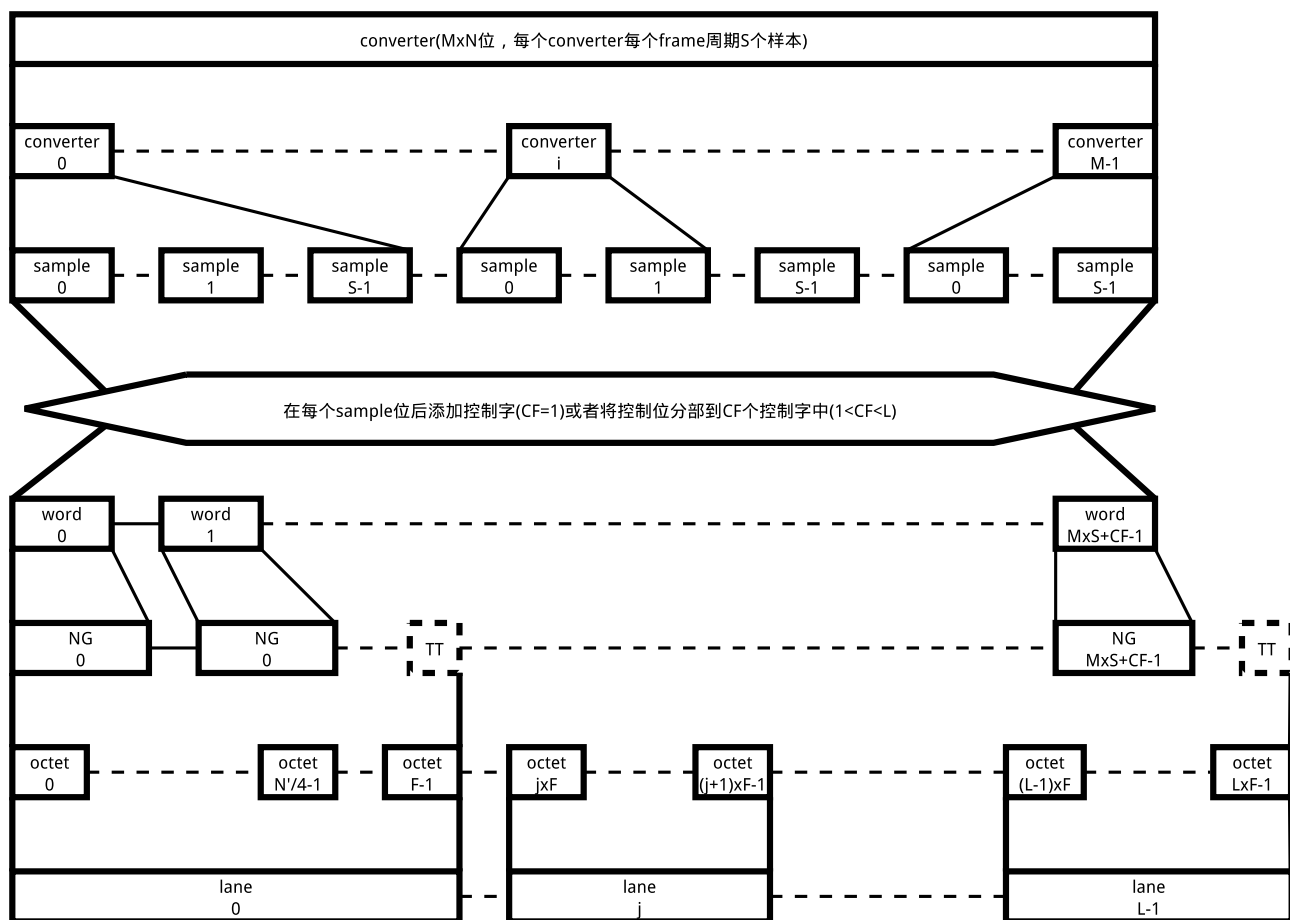 converter(MxN位，每个converter每个frame周期S个样本)
converter
0
converter
i
converter
M-1
sample
0
sample
1
sample
S-1
sample
0
sample
1
sample
S-1
sample
0
sample
S-1
在每个sample位后添加控制字(CF=1)或者将控制位分部到CF个控制字中(1<CF<L)
word
0
word
1
word
MxS+CF-1
NG
0
NG
0
TT
NG
MxS+CF-1
TT
octet
0
octet
N'/4-1
octet
F-1
octet
jxF
octet
(j+1)xF-1
octet
(L-1)xF
octet
LxF-1
lane
0
lane
j
lane
L-1